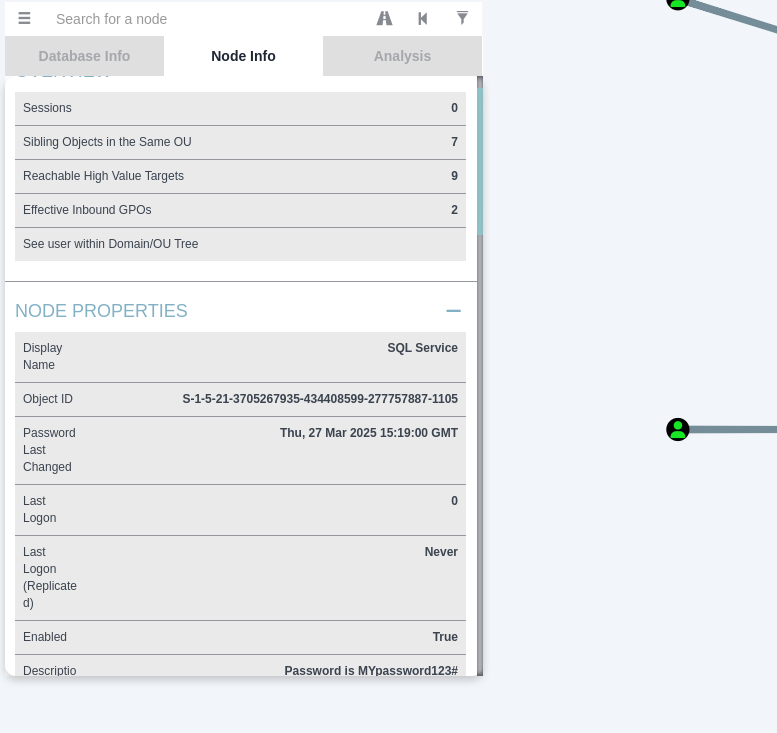 Search for a node
Database Info
Node Info
Analysis
OVERVIEW
Sessions 0
Sibling Objects in the Same OU 7
Reachable High Value Targets 9
Effective Inbound GPOs 2
See user within Domain/OU Tree
NODE PROPERTIES
Display SQL Service
Name
Object ID S-1-5-21-3705267935-434408599-277757887-1105
Password Thu, 27 Mar 2025 15:19:00 GMT
Last
Changed
Last 0
Logon
Last Never
Logon
(Replicate
d)
Enabled True
Descriptio Password is MYpassword123#